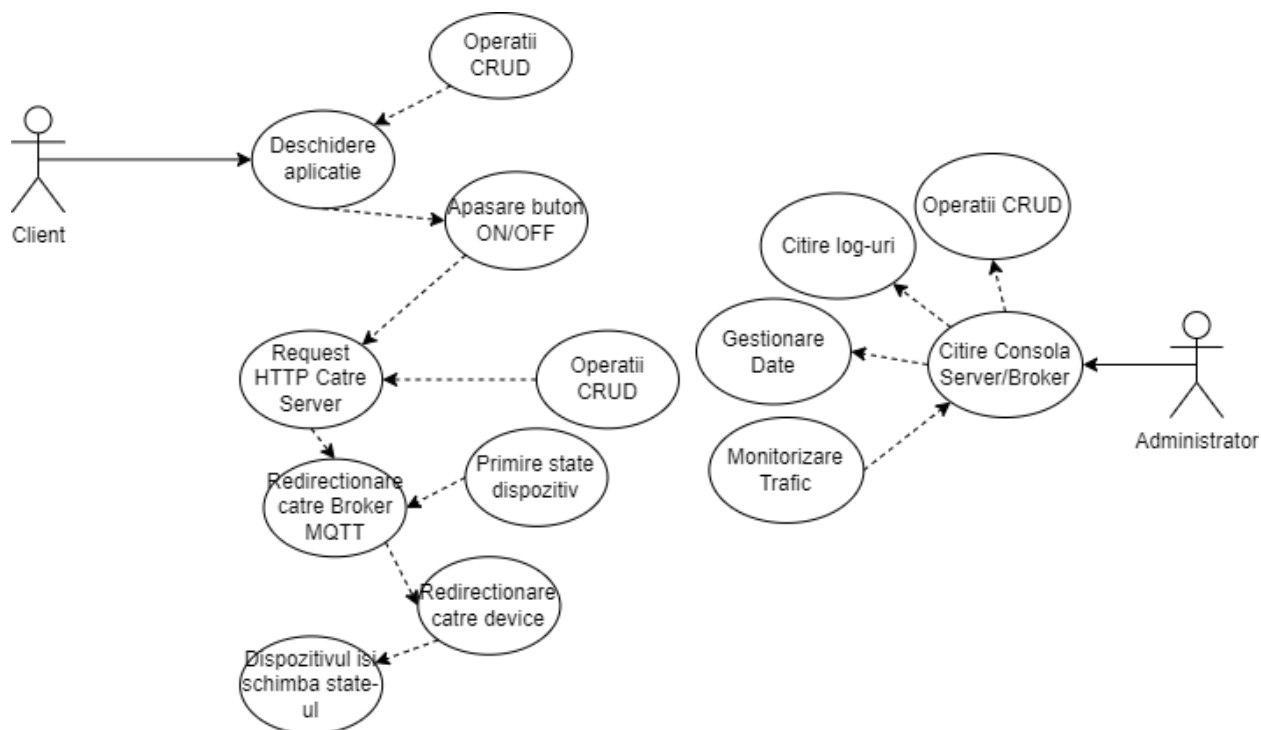 Operatii
CRUD
Deschidere
aplicatie
Client
Apasare buton
ON/OFF
Request
HTTP Catre
Server
Operatii
CRUD
Redirectionare
catre Broker
MQTT
Primire state
dispozitiv
Redirectionare
catre device
Dispozitivul isi
schimba state-
ul
Operatii CRUD
Citire log-uri
Gestionare
Date
Citire Consola
Server/Broker
Monitorizare
Trafic
Administrator